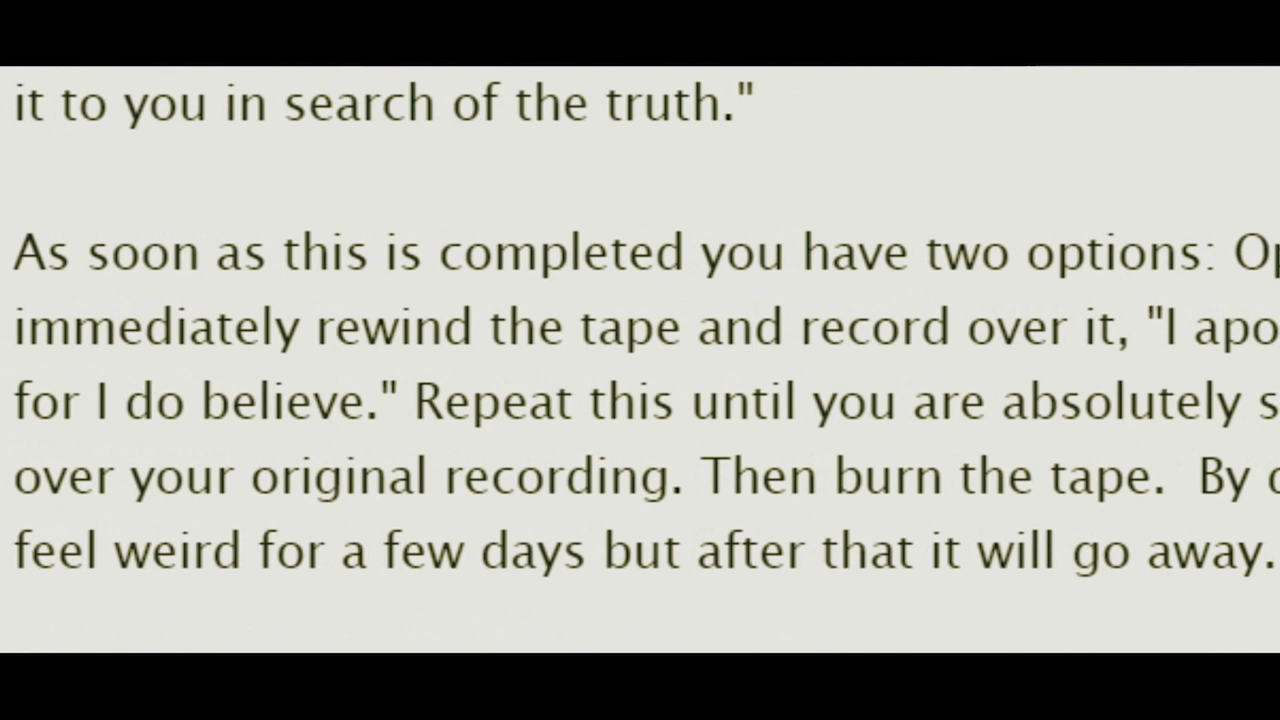 it to you in search of the truth."
As soon as this is completed you have two options:
immediately rewind the tape and record over it, "I
for I do believe." Repeat this until you are absolutely
over your original recording. Then burn the tape.  By
feel weird for a few days but after that it will go away.